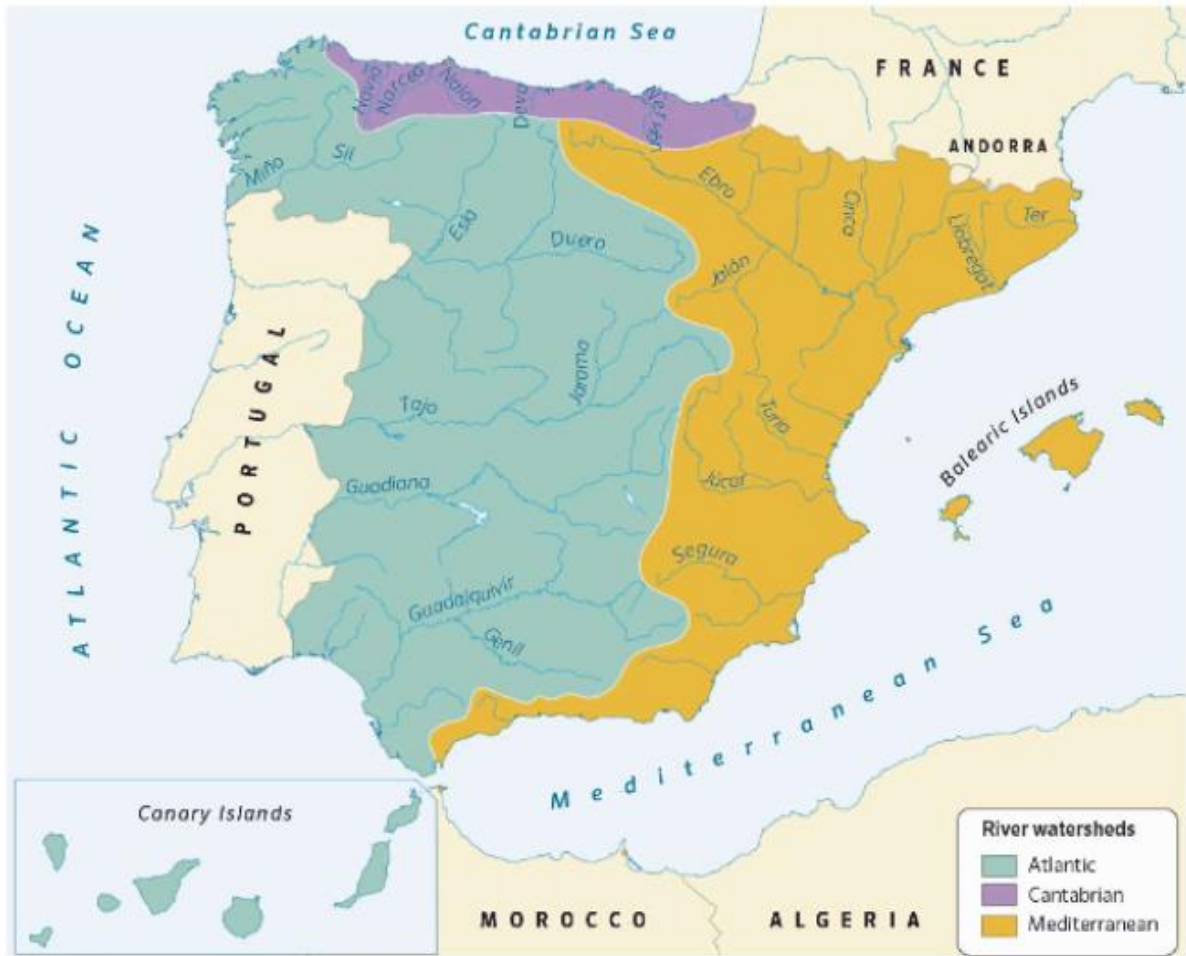 Cantabrian Sea
FRANCE
ANDORRA
Navia
Narcea
Nalon
Deva
Nervión
Miño
Sil
Esla
Duero
Ebro
Cinca
Llobregat
Ter
Jalón
ATLANTIC OCEAN
PORTUGAL
Jarama
Tajo
Turia
Balearic Islands
Guadiana
Júcar
Segura
Guadalquivir
Genil
Mediterranean Sea
Canary Islands
MOROCCO
ALGERIA
River watersheds
Atlantic
Cantabrian
Mediterranean